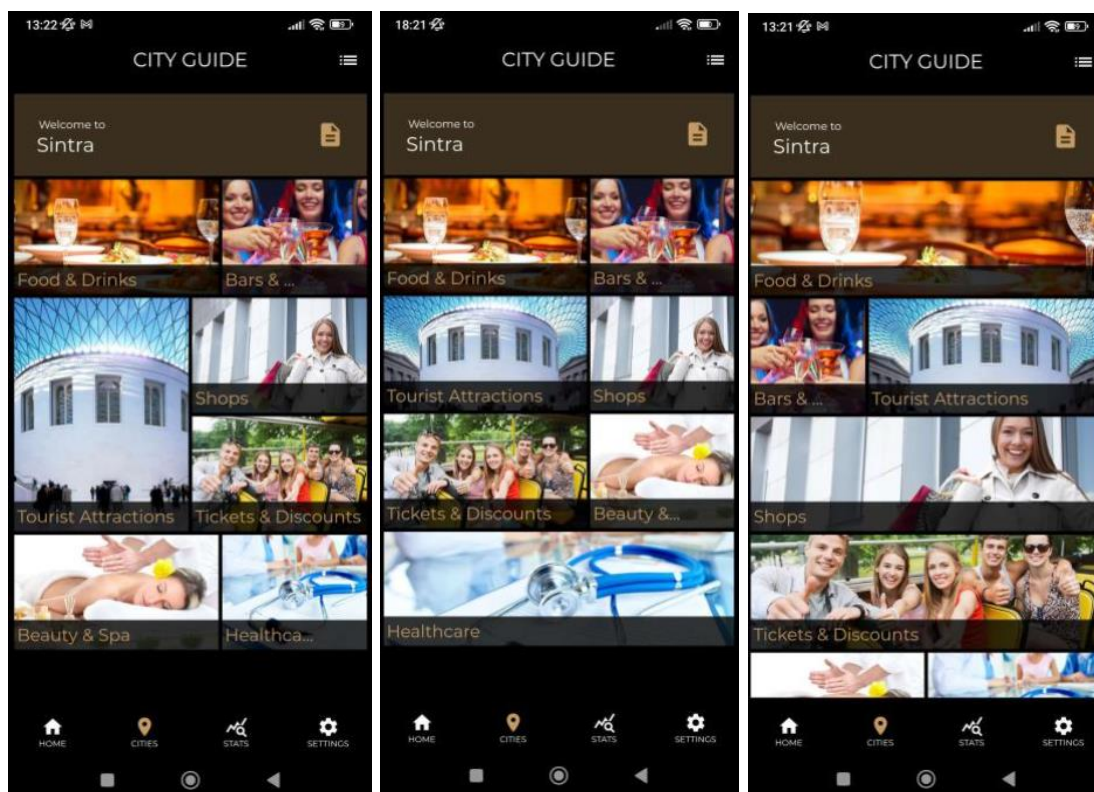 13:22
CITY GUIDE
Welcome to
Sintra
Food & Drinks
Bars & ...
Shops
Tourist Attractions
Tickets & Discounts
Beauty & Spa
Healthca...
HOME
CITIES
STATS
SETTINGS
18:21
CITY GUIDE
Welcome to
Sintra
Food & Drinks
Bars & ...
Tourist Attractions
Shops
Tickets & Discounts
Beauty &...
Healthcare
HOME
CITIES
STATS
SETTINGS
13:21
CITY GUIDE
Welcome to
Sintra
Food & Drinks
Bars & ...
Tourist Attractions
Shops
Tickets & Discounts
HOME
CITIES
STATS
SETTINGS